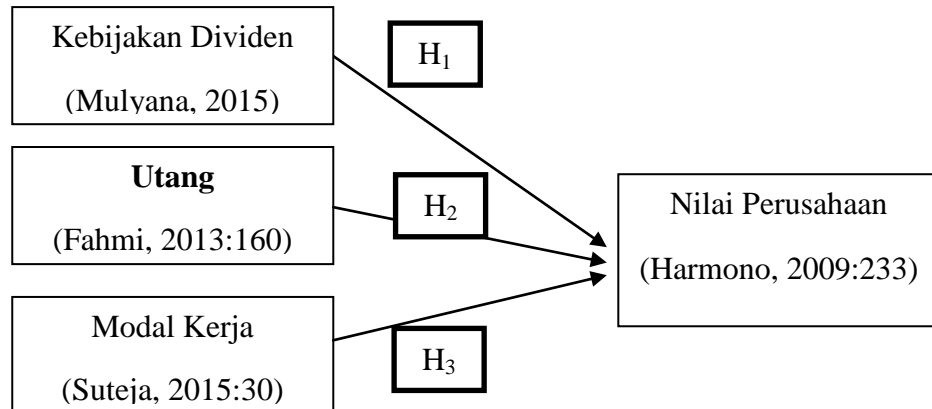 Kebijakan Dividen
(Mulyana, 2015)
H₁
Utang
(Fahmi, 2013:160)
H₂
Nilai Perusahaan
(Harmono, 2009:233)
Modal Kerja
(Suteja, 2015:30)
H₃